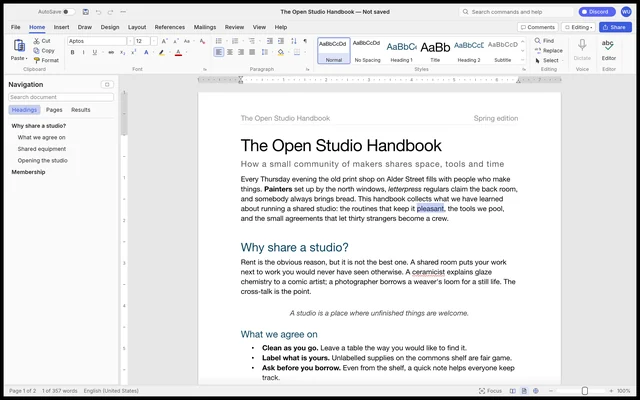 AutoSave
The Open Studio Handbook — Not saved
Search commands and help
Discord
WU
File Home Insert Draw Design Layout References Mailings Review View Help
Comments Editing Share
Paste Cut Copy Format
Aptos 12
AaBbCcDd AaBbCcDd AaBbCc AaBb AaBbCc AaBbCcDd
Normal No Spacing Heading 1 Title Heading 2 Subtitle
Find
Replace
Select
Dictate
abc
Editor
Clipboard Font Paragraph Styles Editing Voice Editor
Navigation
Search document
Headings Pages Results
Why share a studio?
What we agree on
Shared equipment
Opening the studio
Membership
The Open Studio Handbook Spring edition
The Open Studio Handbook
How a small community of makers shares space, tools and time
Every Thursday evening the old print shop on Alder Street fills with people who make
things. Painters set up by the north windows, letterpress regulars claim the back room,
and somebody always brings bread. This handbook collects what we have learned
about running a shared studio: the routines that keep it pleasant, the tools we pool,
and the small agreements that let thirty strangers become a crew.
Why share a studio?
Rent is the obvious reason, but it is not the best one. A shared room puts your work
next to work you would never have seen otherwise. A ceramicist explains glaze
chemistry to a comic artist; a photographer borrows a weaver's loom for a still life. The
cross-talk is the point.
A studio is a place where unfinished things are welcome.
What we agree on
• Clean as you go. Leave a table the way you would like to find it.
• Label what is yours. Unlabelled supplies on the commons shelf are fair game.
• Ask before you borrow. Even from the shelf, a quick note helps everyone keep
track.
Page 1 of 2 1 of 357 words English (United States) Focus 100%